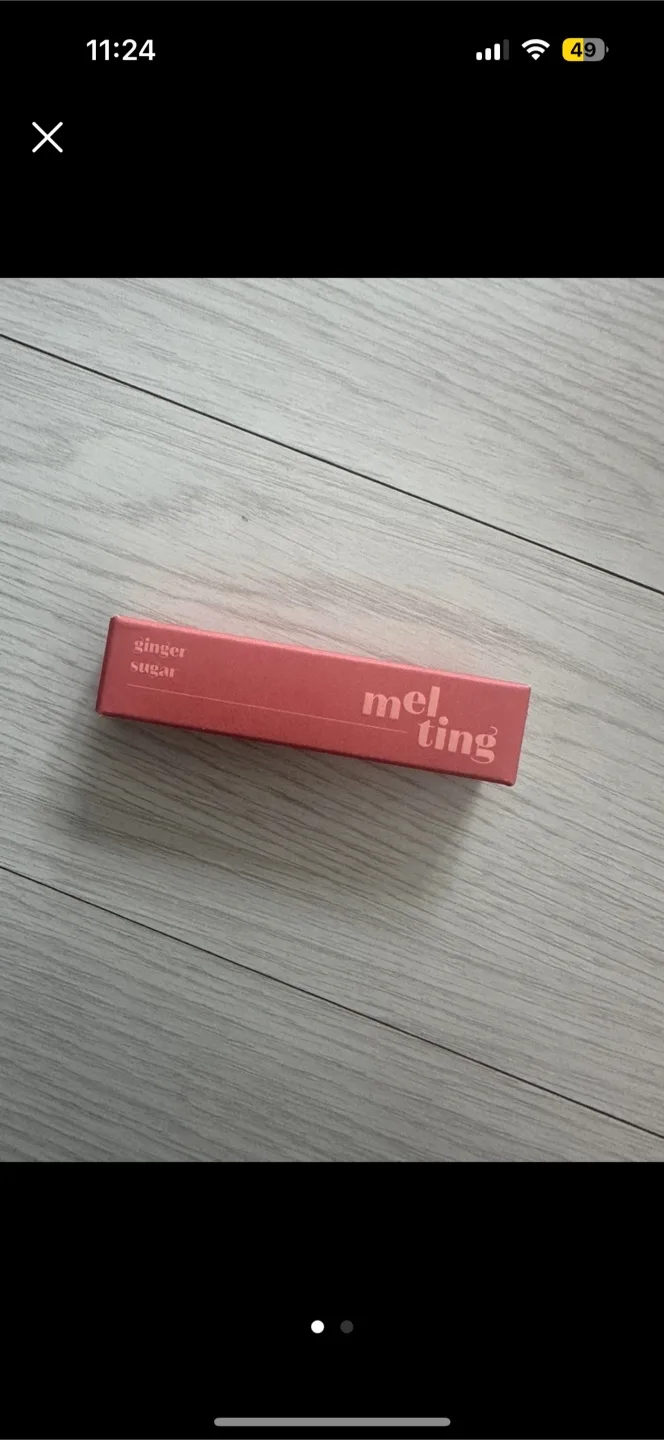 11:24
49
ginger
sugar
mel
ting